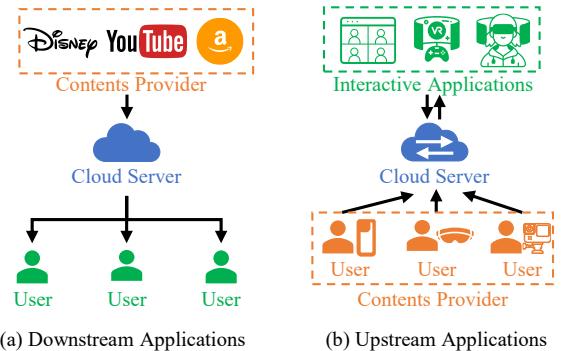 Disney YouTube a
Contents Provider
Cloud Server
User User User
(a) Downstream Applications
VR
Interactive Applications
Cloud Server
User User User
Contents Provider
(b) Upstream Applications